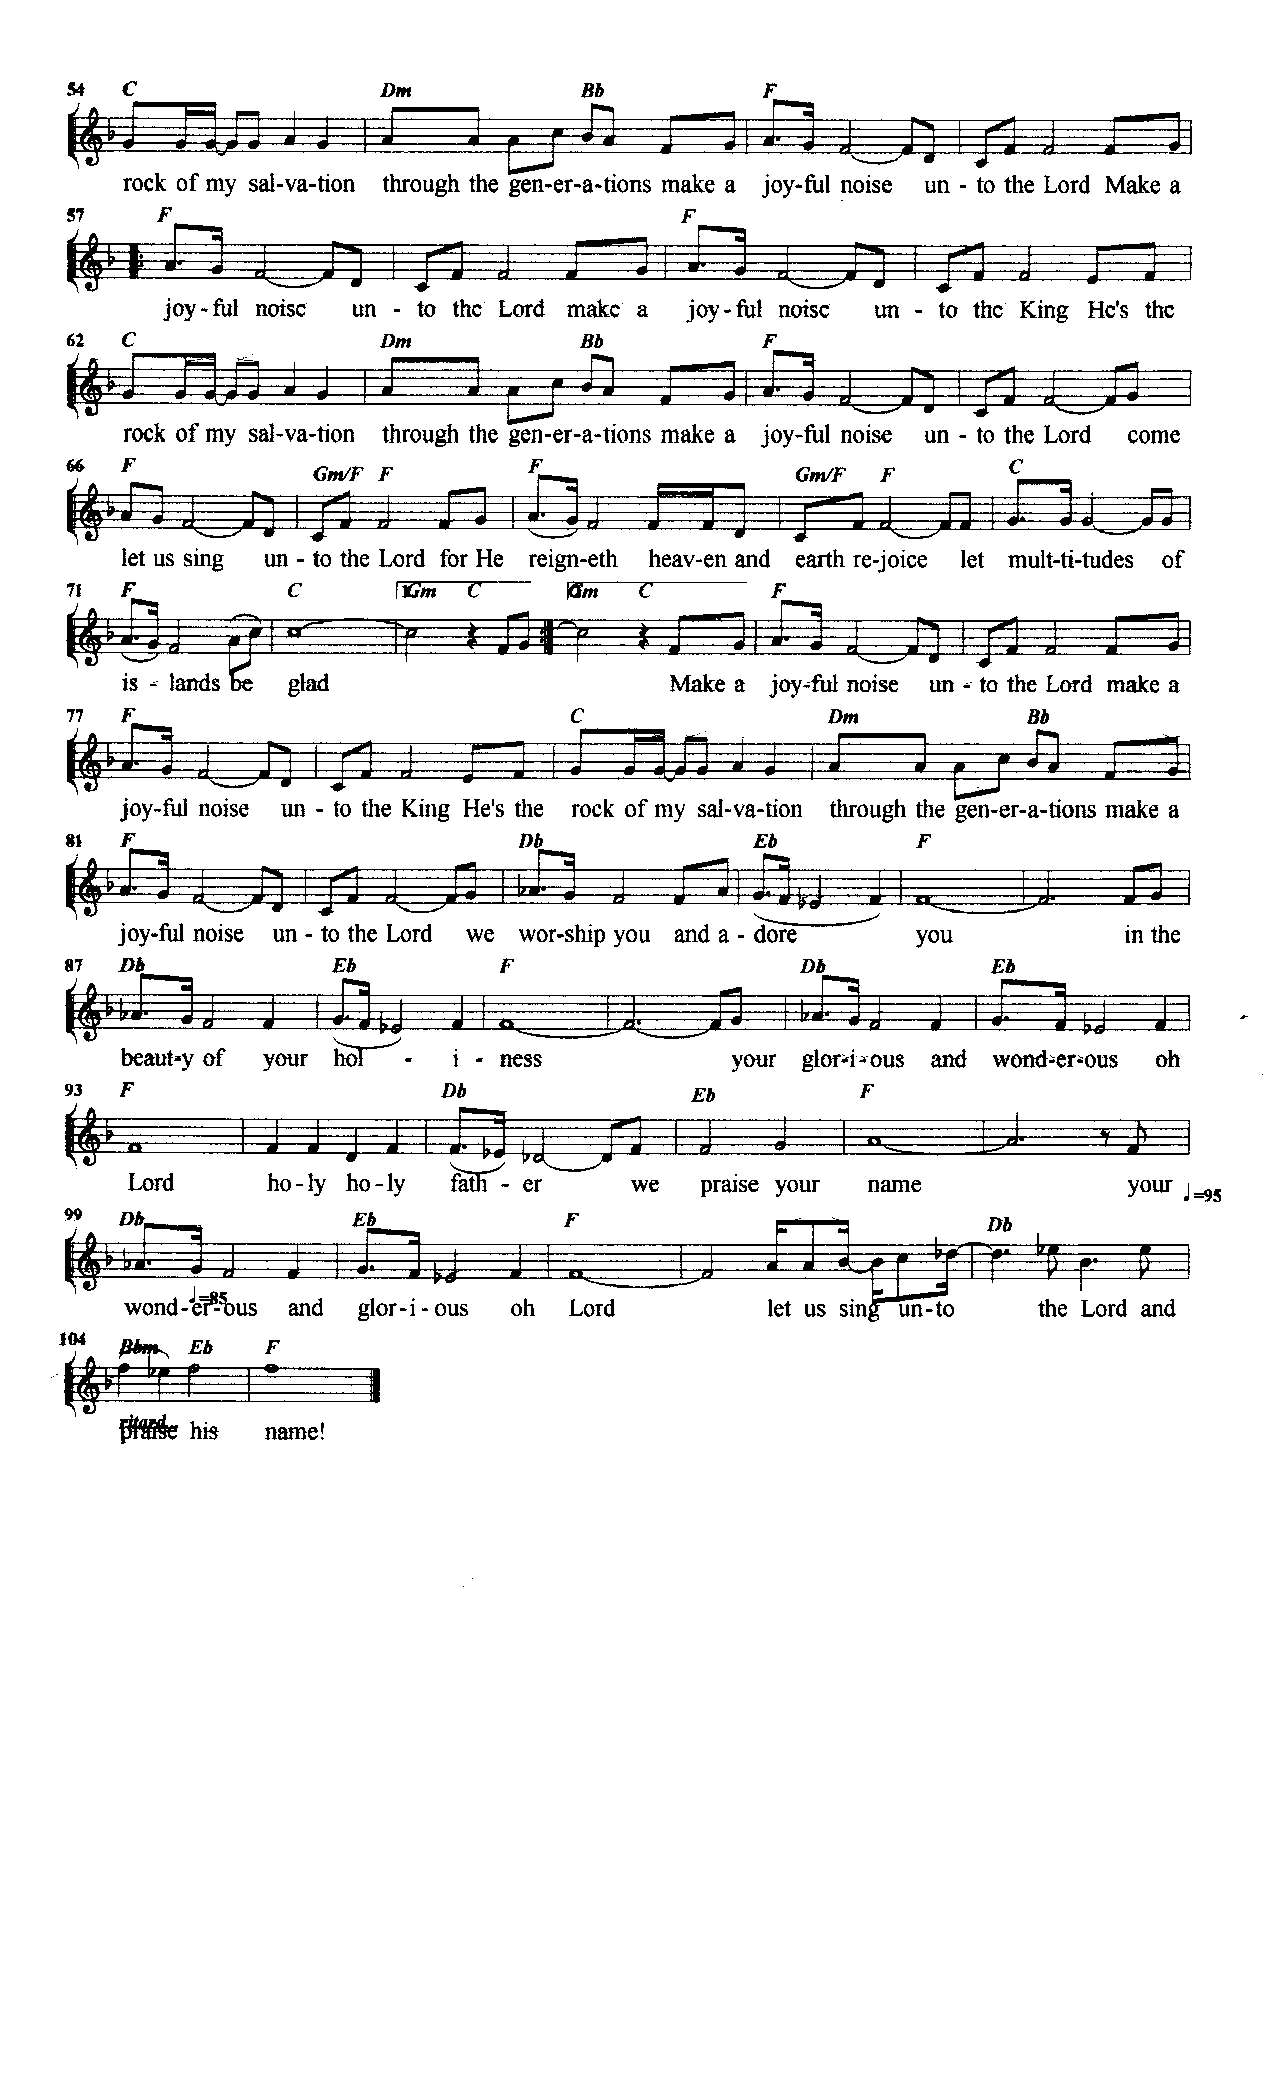 54 C Dm Bb F
rock of my sal-va-tion through the gen-er-a-tions make a joy-ful noise un - to the Lord Make a
57 F F
joy-ful noise un - to the Lord make a joy-ful noise un - to the King He's the
62 C Dm Bb F
rock of my sal-va-tion through the gen-er-a-tions make a joy-ful noise un - to the Lord come
66 F Gm/F F F Gm/F F C
let us sing un - to the Lord for He reign-eth heav-en and earth re-joice let mult-ti-tudes of
71 F C 1. Gm C 2. Gm C F
is - lands be glad Make a joy-ful noise un - to the Lord make a
77 F C Dm Bb
joy-ful noise un - to the King He's the rock of my sal-va-tion through the gen-er-a-tions make a
81 F Db Eb F
joy-ful noise un - to the Lord we wor-ship you and a - dore you in the
87 Db Eb F Db Eb
beaut-y of your hol - i - ness your glor-i-ous and wond-er-ous oh
93 F Db Eb F
Lord ho-ly ho-ly fath - er we praise your name your ♩=95
99 Db Eb F Db
♩=85
wond-er-ous and glor-i-ous oh Lord let us sing un-to the Lord and
104 Bbm Eb F
ritard.
praise his name!